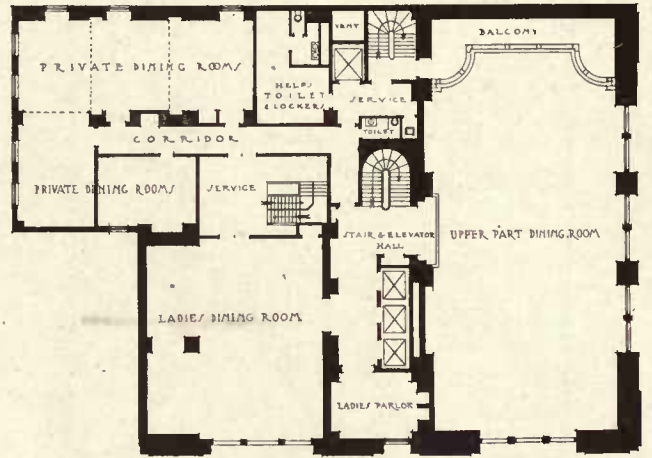 BALCONY
VENT
PRIVATE DINING ROOMS
HELPS
TOILET
& LOCKERS
SERVICE
TOILET
CORRIDOR
PRIVATE DINING ROOMS
SERVICE
STAIR & ELEVATOR
HALL
UPPER PART DINING ROOM
LADIES DINING ROOM
LADIES PARLOR